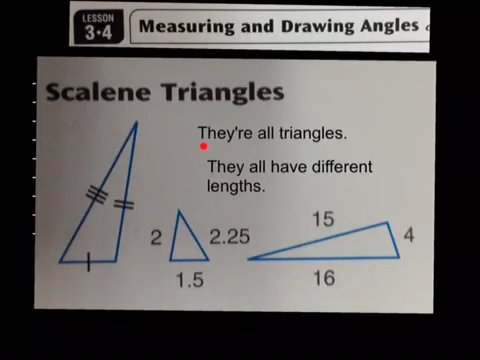 LESSON
3•4
Measuring and Drawing Angles
Scalene Triangles
They're all triangles.
They all have different
lengths.
2
2.25
1.5
15
4
16